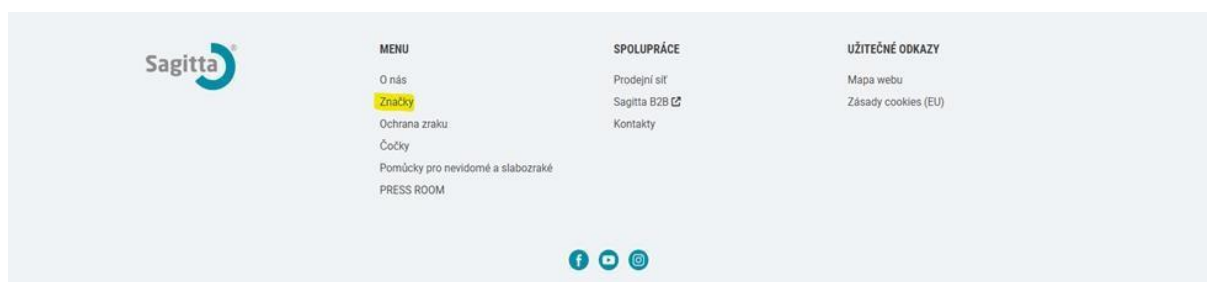 Sagitta®
MENU
O nás
Značky
Ochrana zraku
Čočky
Pomůcky pro nevidomé a slabozraké
PRESS ROOM
SPOLUPRÁCE
Prodejní síť
Sagitta B2B
Kontakty
UŽITEČNÉ ODKAZY
Mapa webu
Zásady cookies (EU)